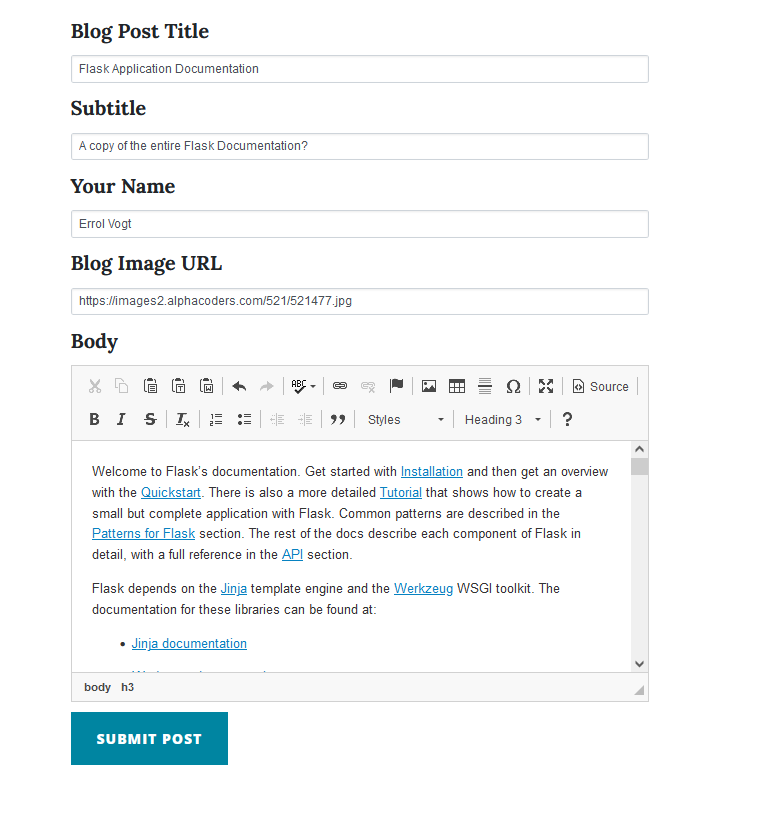 Blog Post Title
Flask Application Documentation
Subtitle
A copy of the entire Flask Documentation?
Your Name
Errol Vogt
Blog Image URL
https://images2.alphacoders.com/521/521477.jpg
Body
ABC Source
B I S Tx Styles Heading 3 ?
Welcome to Flask’s documentation. Get started with Installation and then get an overview
with the Quickstart. There is also a more detailed Tutorial that shows how to create a
small but complete application with Flask. Common patterns are described in the
Patterns for Flask section. The rest of the docs describe each component of Flask in
detail, with a full reference in the API section.
Flask depends on the Jinja template engine and the Werkzeug WSGI toolkit. The
documentation for these libraries can be found at:
• Jinja documentation
body h3
SUBMIT POST